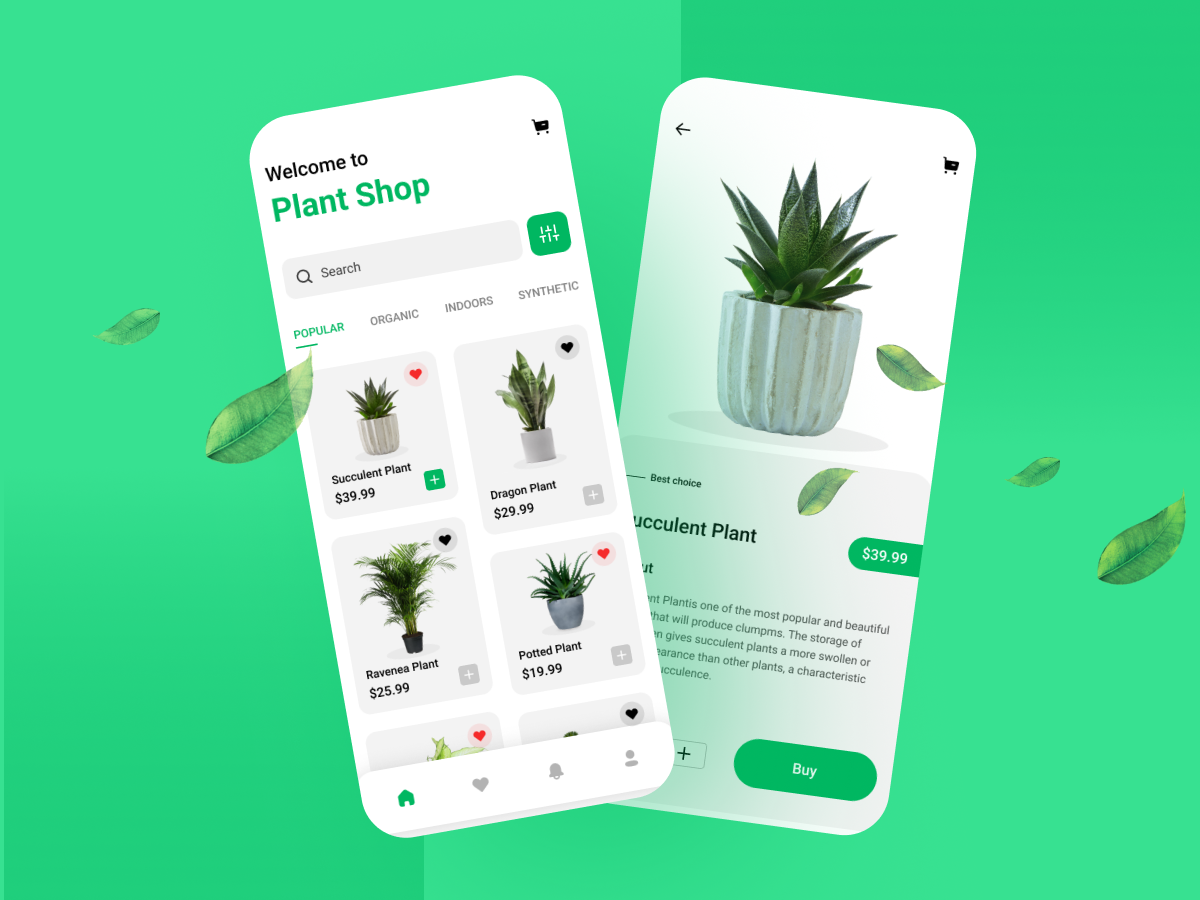 Welcome to
Plant Shop
Search
POPULAR ORGANIC INDOORS SYNTHETIC
Succulent Plant
$39.99
Dragon Plant
$29.99
Ravenea Plant
$25.99
Potted Plant
$19.99
Best choice
ucculent Plant
$39.99
ut
ent Plantis one of the most popular and beautiful
that will produce clumpms. The storage of
en gives succulent plants a more swollen or
earance than other plants, a characteristic
ucculence.
Buy